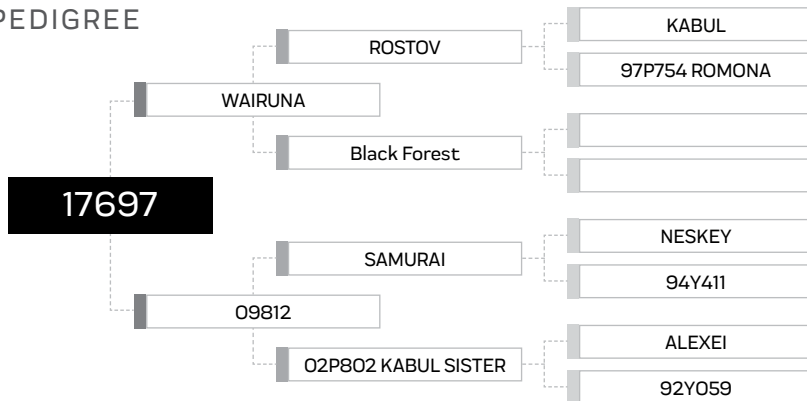 PEDIGREE
KABUL
ROSTOV
97P754 ROMONA
WAIRUNA
Black Forest
17697
NESKEY
SAMURAI
94Y411
09812
ALEXEI
02P802 KABUL SISTER
92Y059